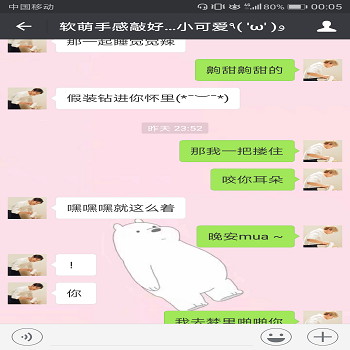 中国移动 80% 00:05
软萌手感敲好...小可爱٩( 'ω' )و
那一起睡觉觉辣
齁甜齁甜的
假装钻进你怀里(*˘︶˘*)
昨天 23:52
那我一把搂住
咬你耳朵
嘿嘿嘿就这么着
晚安mua～
!
你
我去梦里啪啪你